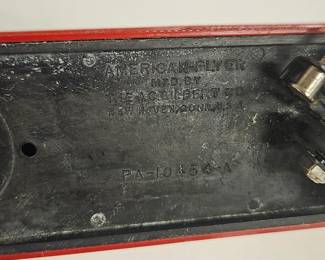 AMERICAN-FLYER
MFD BY
THE A.C. GILBERT CO
NEW HAVEN, CONN., U.S.A.
PA-10454-A